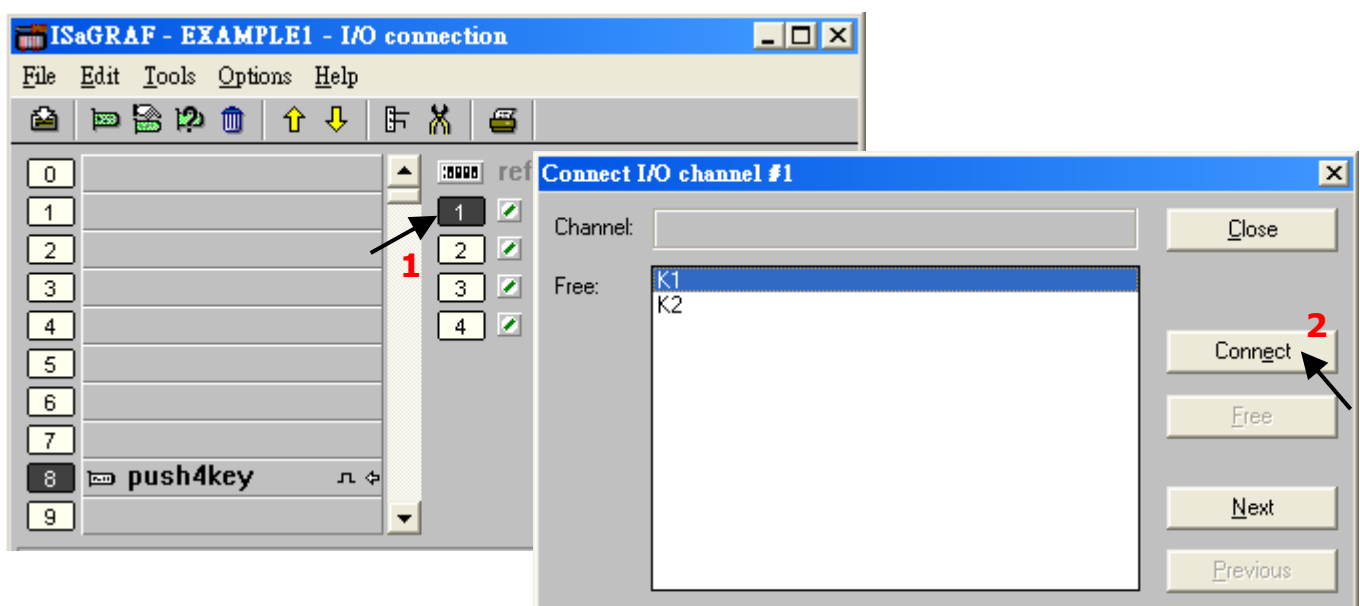 ISaGRAF - EXAMPLE1 - I/O connection
File Edit Tools Options Help
0
1
2
3
4
5
6
7
8 push4key
9
ref
1
2
3
4
1
Connect I/O channel #1
Channel:
Close
Free:
K1
K2
2
Connect
Free
Next
Previous